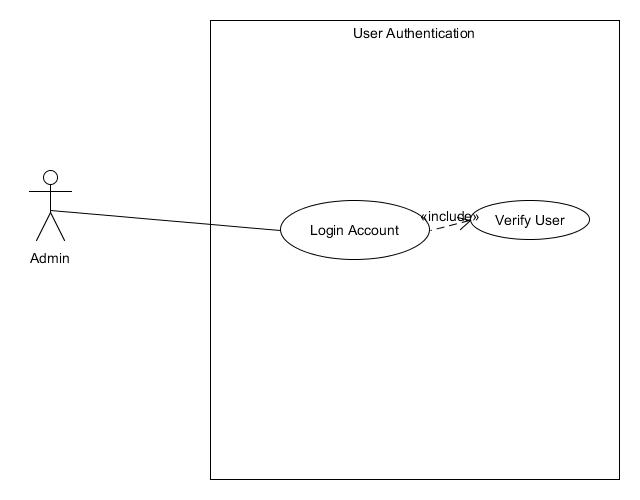 User Authentication
«include»
Login Account
Verify User
Admin